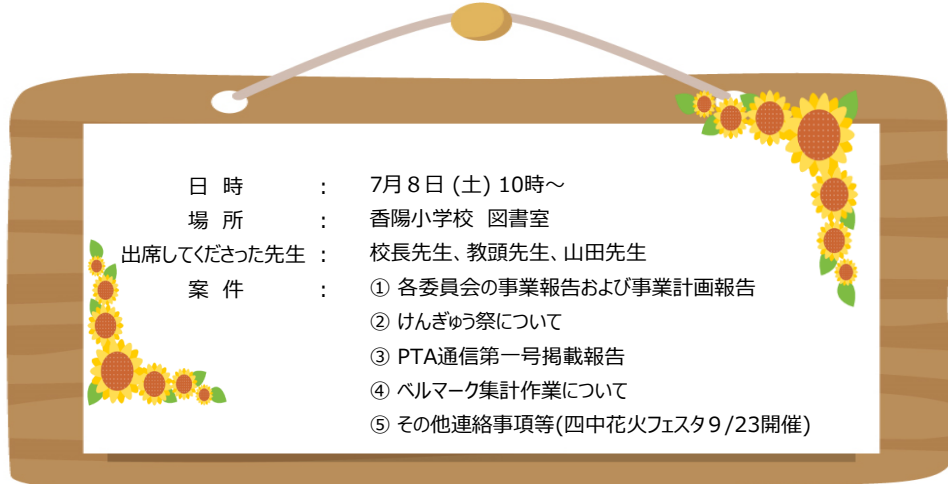 日 時 : 7月８日 (土) 10時～
場 所 : 香陽小学校 図書室
出席してくださった先生 : 校長先生、教頭先生、山田先生
案 件 : ① 各委員会の事業報告および事業計画報告
② けんぎゅう祭について
③ PTA通信第一号掲載報告
④ ベルマーク集計作業について
⑤ その他連絡事項等(四中花火フェスタ９/23開催)